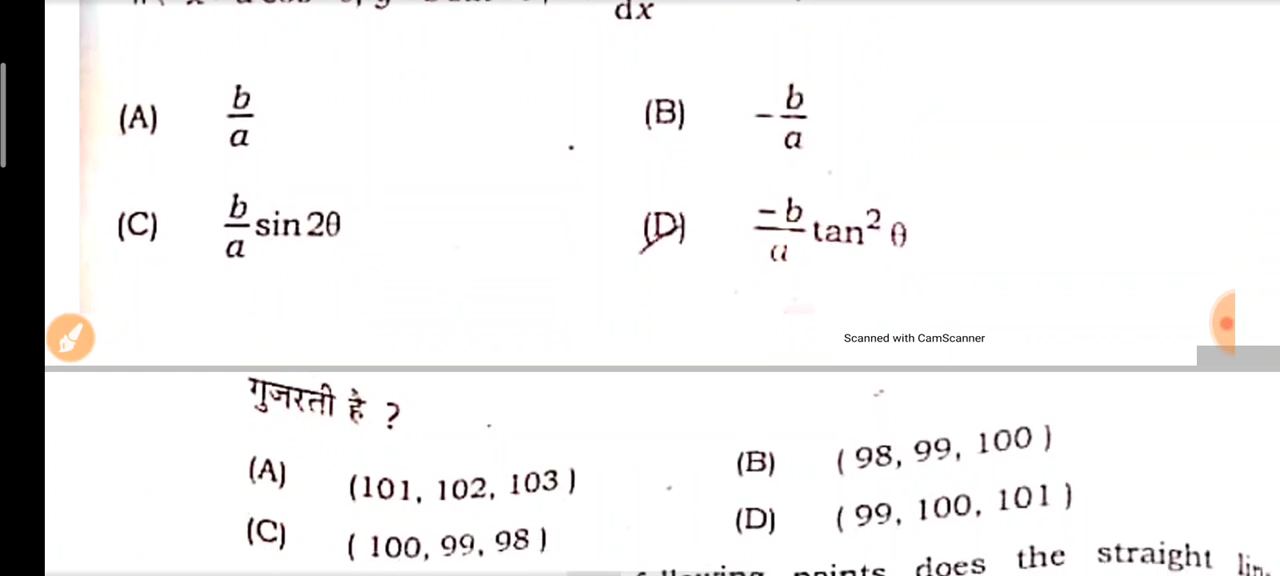 dx
(A) b/a (B) -b/a
(C) b/a sin 2θ (D) -b/a tan² θ
Scanned with CamScanner
गुजरती है ?
(A) (101, 102, 103) (B) (98, 99, 100)
(C) (100, 99, 98) (D) (99, 100, 101)
points does the straight